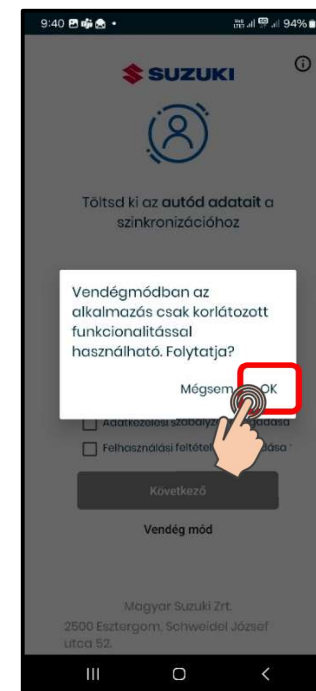 9:40
94%
SUZUKI
Töltsd ki az autód adatait a
szinkronizációhoz
Vendégmódban az
alkalmazás csak korlátozott
funkcionalitással
használható. Folytatja?
Mégsem OK
Adatkezelési szabályzat
Felhasználási feltétel
Következő
Vendég mód
Magyar Suzuki Zrt.
2500 Esztergom, Schweidel József
utca 52.